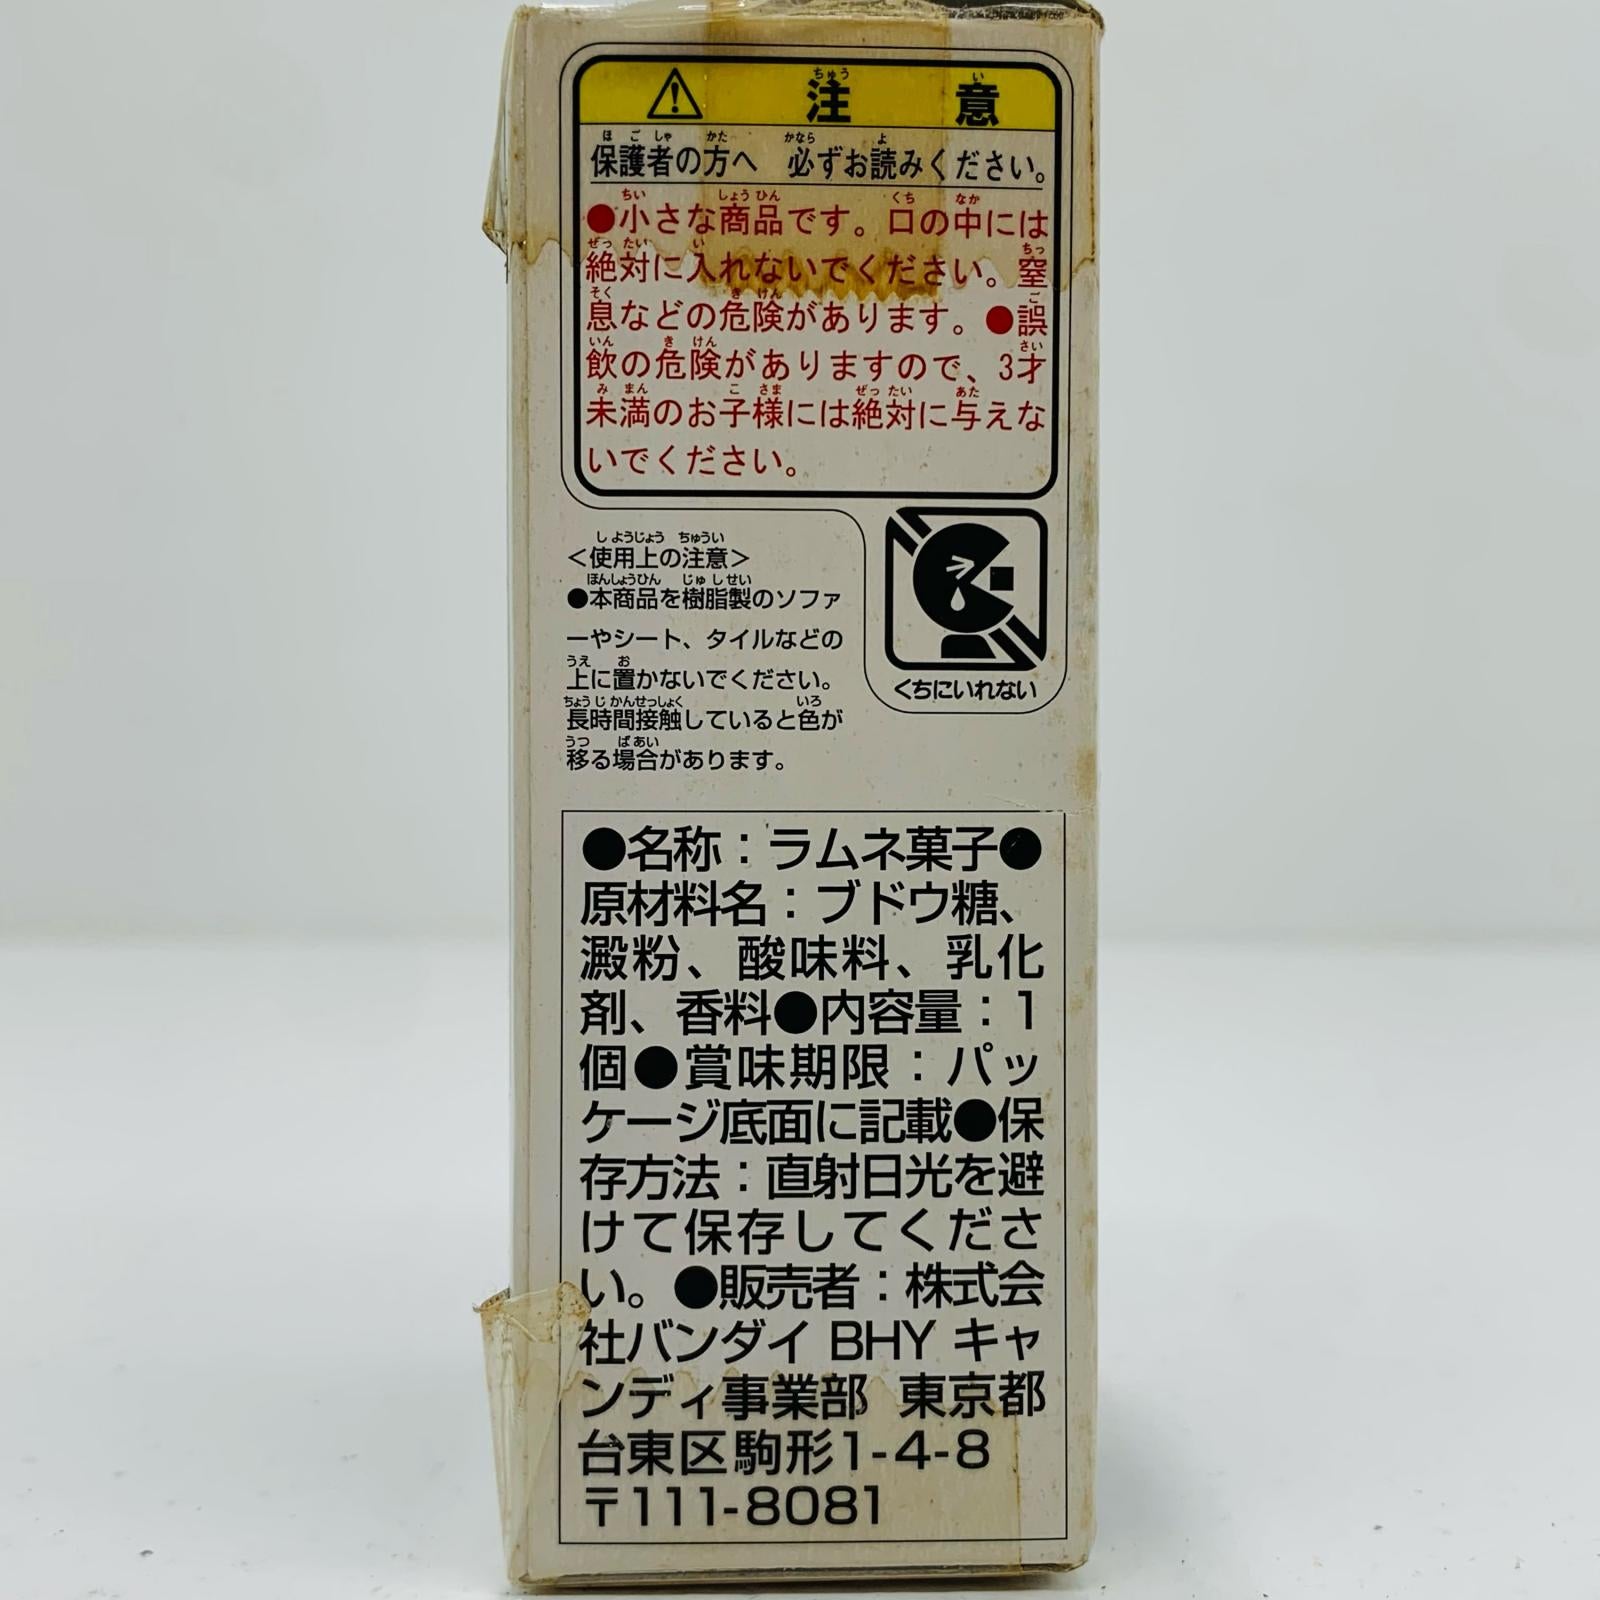 注意
保護者の方へ 必ずお読みください。
●小さな商品です。口の中には
絶対に入れないでください。窒
息などの危険があります。●誤
飲の危険がありますので、3才
未満のお子様には絶対に与えな
いでください。
くちにいれない
<使用上の注意>
●本商品を樹脂製のソファ
ーやシート、タイルなどの
上に置かないでください。
長時間接触していると色が
移る場合があります。
●名称：ラムネ菓子●
原材料名：ブドウ糖、
澱粉、酸味料、乳化
剤、香料●内容量：1
個●賞味期限：パッ
ケージ底面に記載●保
存方法：直射日光を避
けて保存してくださ
い。●販売者：株式会
社バンダイ BHY キャ
ンディ事業部 東京都
台東区駒形1-4-8
〒111-8081